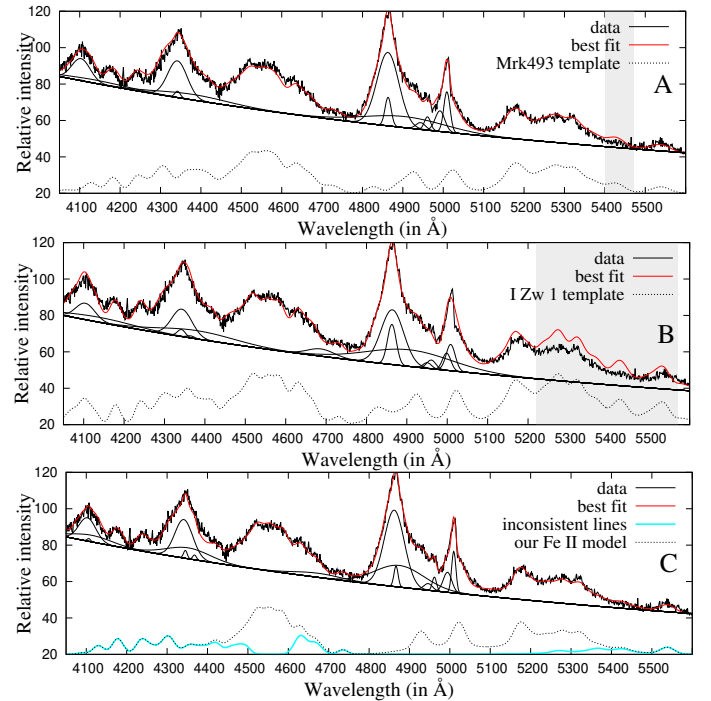 120
100
80
60
40
20
Relative intensity
data
best fit
Mrk493 template
A
4100 4200 4300 4400 4500 4600 4700 4800 4900 5000 5100 5200 5300 5400 5500
Wavelength (in Å)
120
100
80
60
40
20
Relative intensity
data
best fit
I Zw 1 template
B
4100 4200 4300 4400 4500 4600 4700 4800 4900 5000 5100 5200 5300 5400 5500
Wavelength (in Å)
120
100
80
60
40
20
Relative intensity
data
best fit
inconsistent lines
our Fe II model
C
4100 4200 4300 4400 4500 4600 4700 4800 4900 5000 5100 5200 5300 5400 5500
Wavelength (in Å)